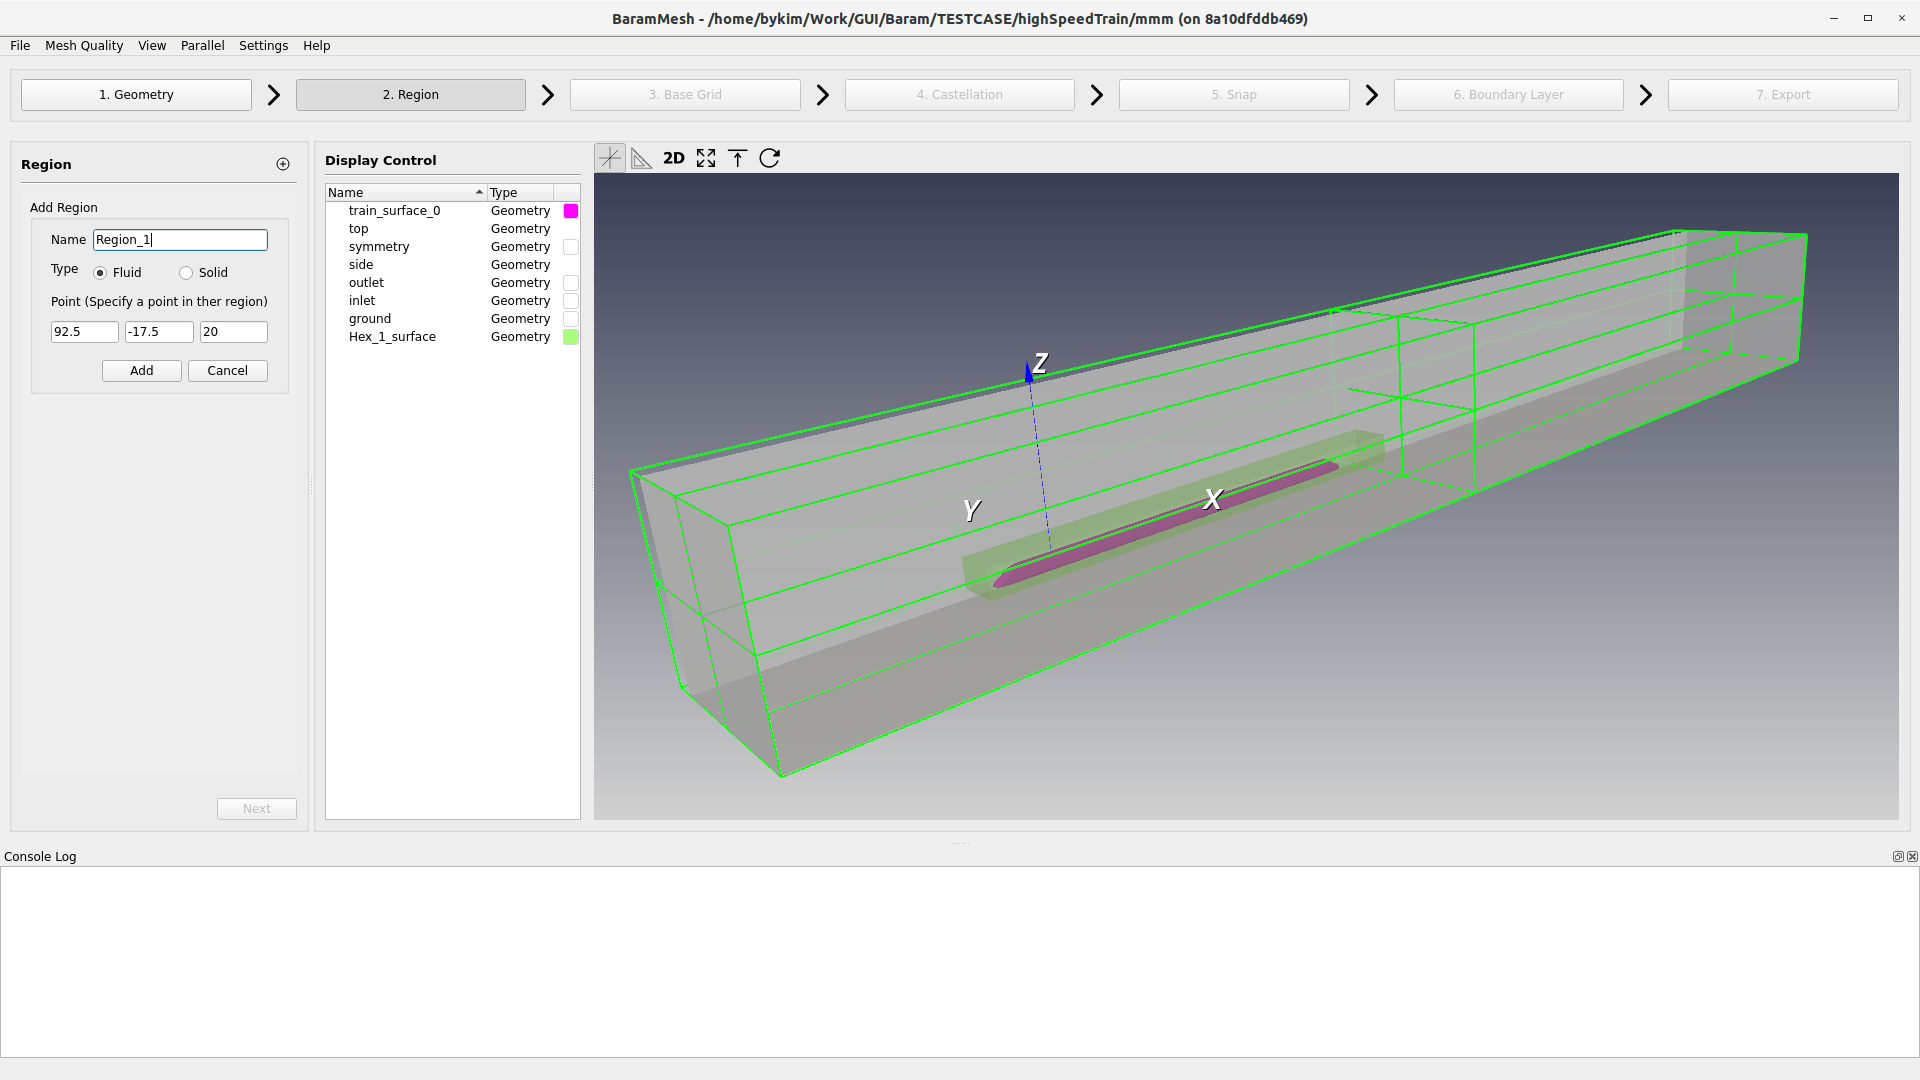 BaramMesh - /home/bykim/Work/GUI/Baram/TESTCASE/highSpeedTrain/mmm (on 8a10dfddb469)
File Mesh Quality View Parallel Settings Help
1. Geometry 2. Region 3. Base Grid 4. Castellation 5. Snap 6. Boundary Layer 7. Export
Region
Add Region
Name Region_1
Type Fluid Solid
Point (Specify a point in ther region)
92.5 -17.5 20
Add Cancel
Next
Display Control
Name Type
train_surface_0 Geometry
top Geometry
symmetry Geometry
side Geometry
outlet Geometry
inlet Geometry
ground Geometry
Hex_1_surface Geometry
2D
Z
Y
X
Console Log